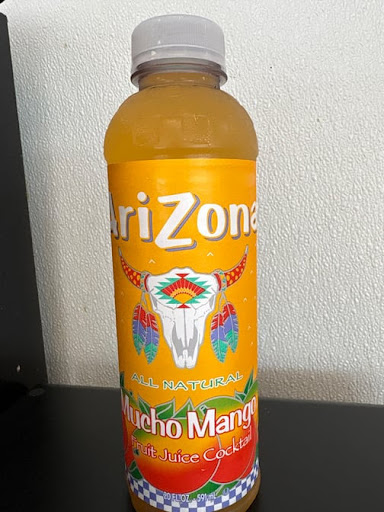 AriZona
ALL NATURAL
Mucho Mango
Fruit Juice Cocktail
20 FL OZ 591 mL